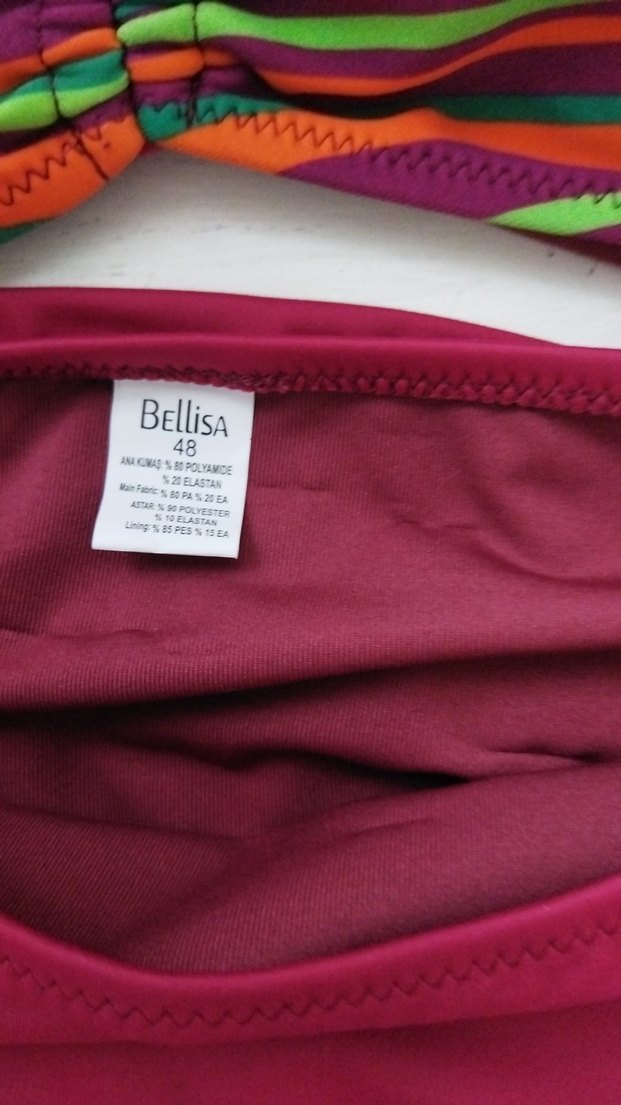 BEllisA
48
ANA KUMAŞ: % 80 POLYAMIDE
% 20 ELASTAN
Main Fabric: % 80 PA % 20 EA
ASTAR: % 90 POLYESTER
% 10 ELASTAN
Lining: % 85 PES % 15 EA